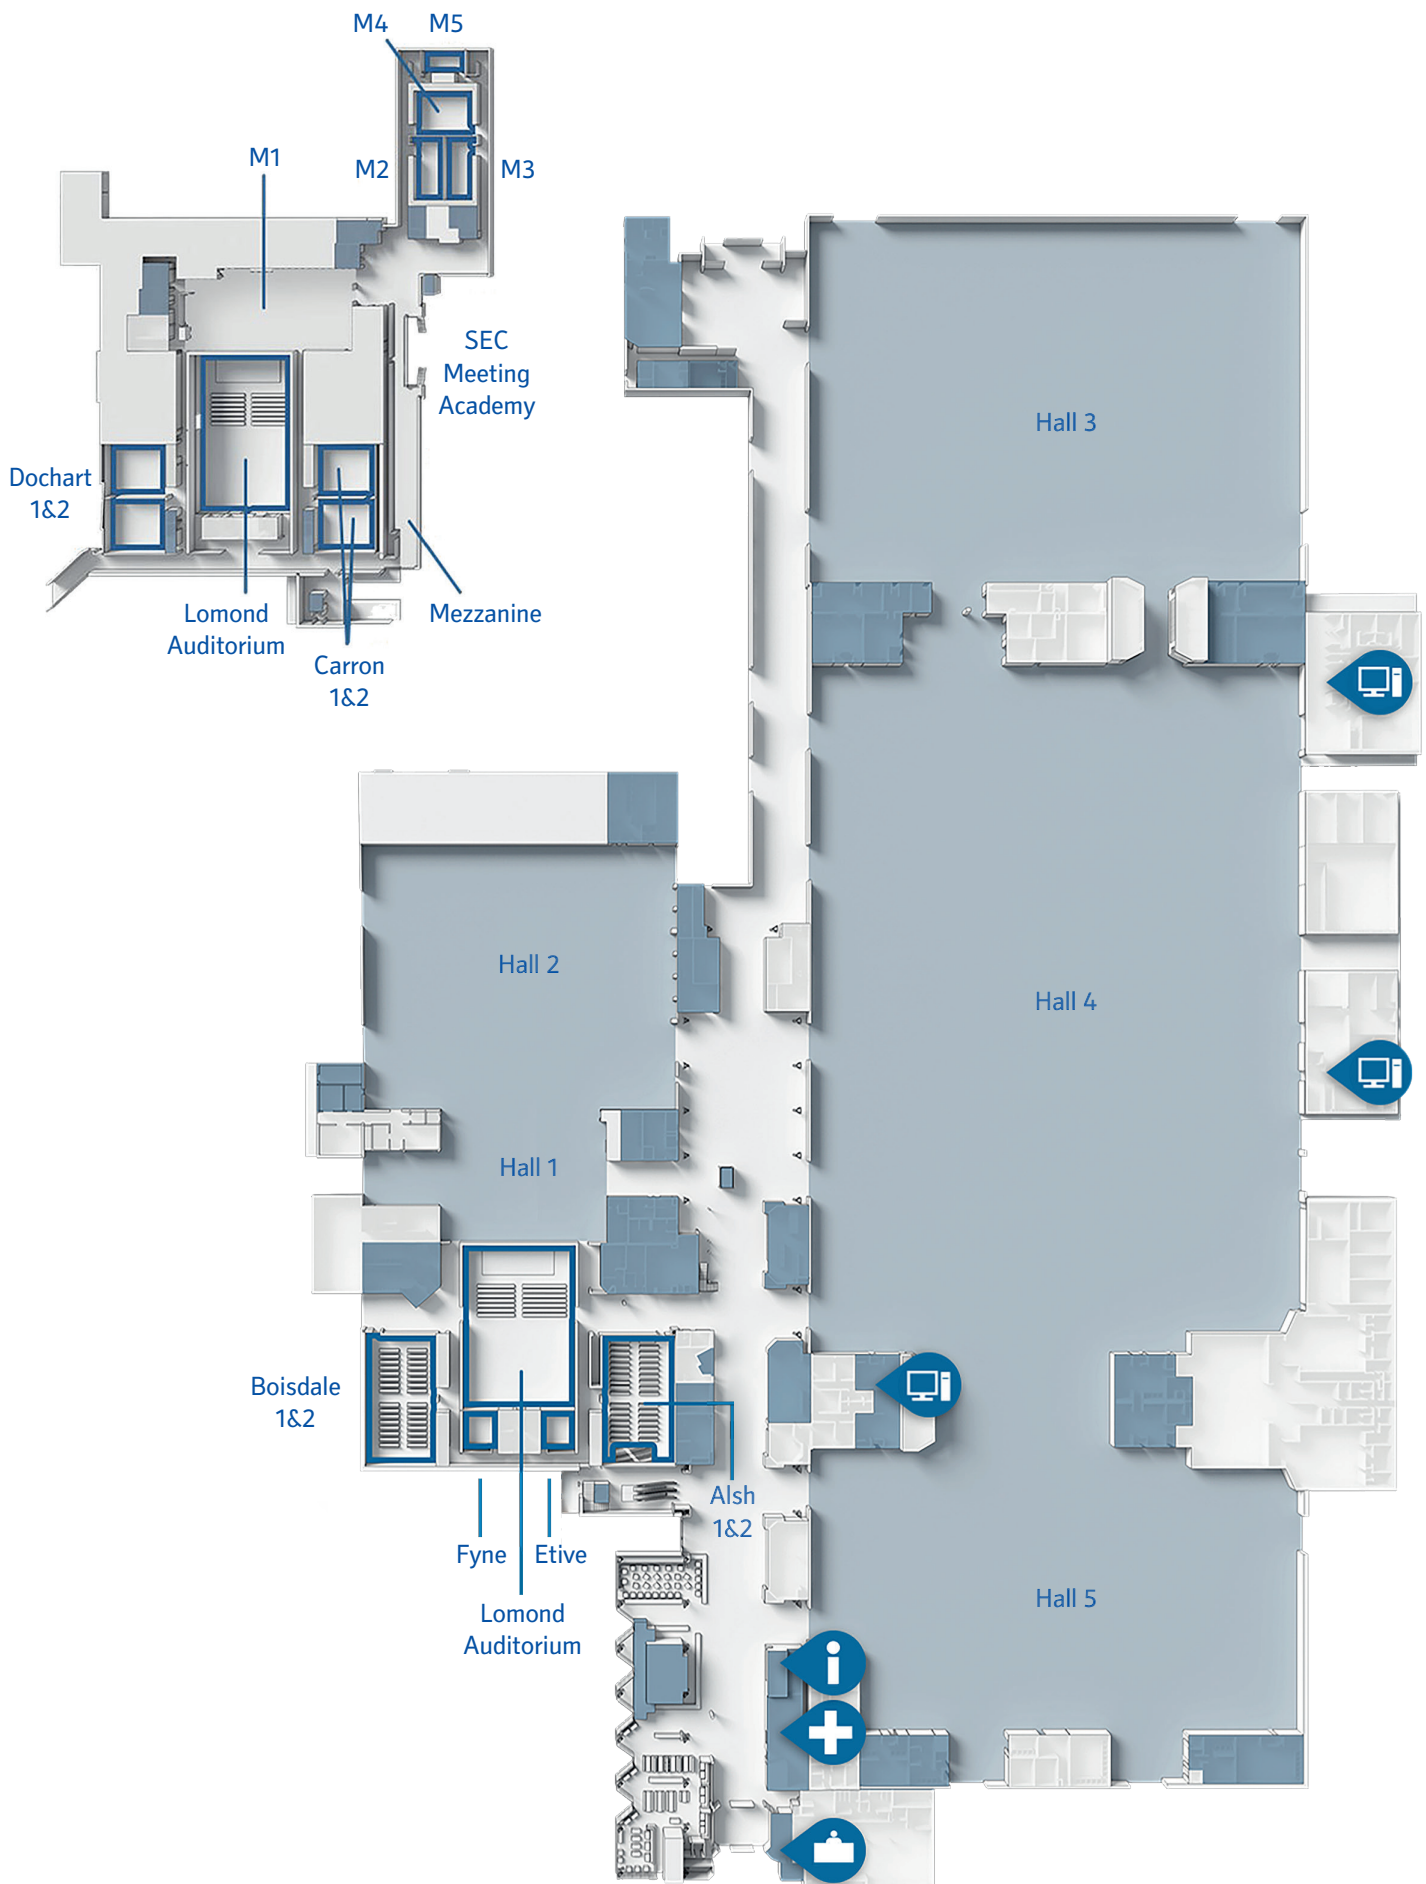 M4
M5
M1
M2
M3
SEC
Meeting
Academy
Dochart
1&2
Lomond
Auditorium
Mezzanine
Carron
1&2
Hall 3
Hall 2
Hall 4
Hall 1
Boisdale
1&2
Alsh
1&2
Fyne
Etive
Lomond
Auditorium
Hall 5